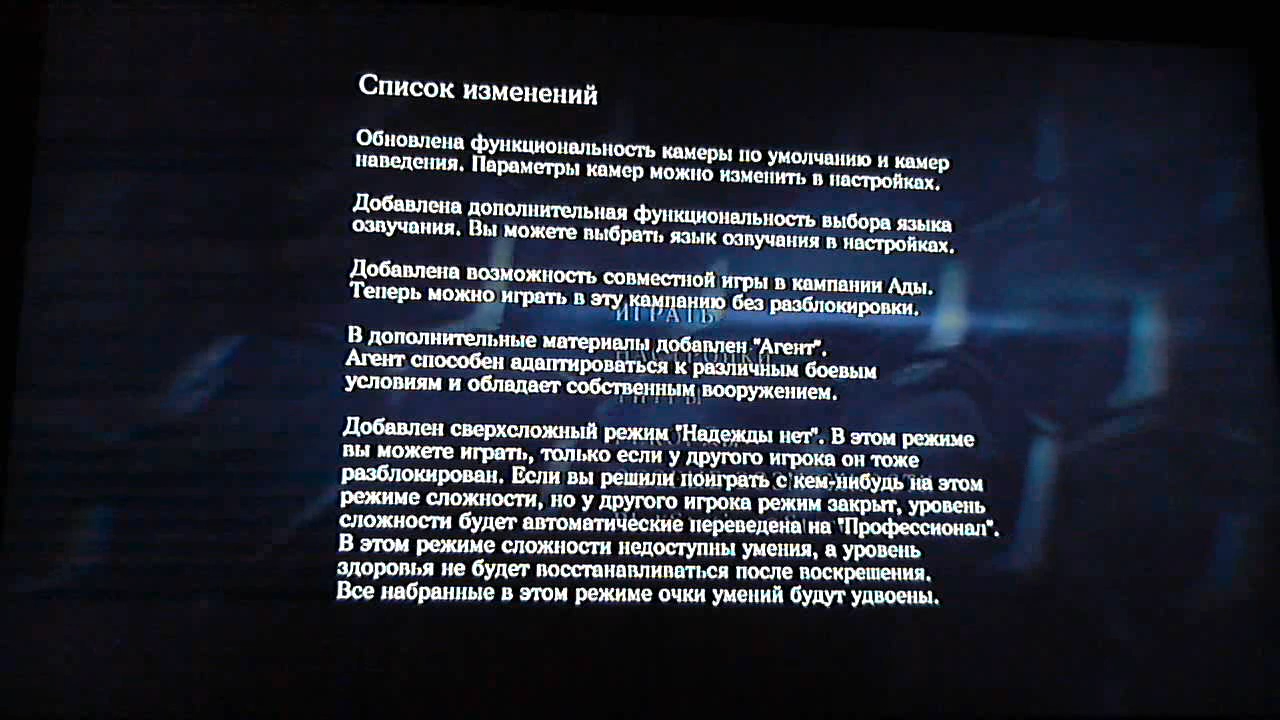 Список изменений
Обновлена функциональность камеры по умолчанию и камер
наведения. Параметры камер можно изменить в настройках.
Добавлена дополнительная функциональность выбора языка
озвучания. Вы можете выбрать язык озвучания в настройках.
Добавлена возможность совместной игры в кампании Ады.
Теперь можно играть в эту кампанию без разблокировки.
ИГРАТЬ
В дополнительные материалы добавлен "Агент".
НАСТРОЙКИ
Агент способен адаптироваться к различным боевым
условиям и обладает собственным вооружением.
Добавлен сверхсложный режим "Надежды нет". В этом режиме
вы можете играть, только если у другого игрока он тоже
разблокирован. Если вы решили поиграть с кем-нибудь на этом
режиме сложности, но у другого игрока режим закрыт, уровень
сложности будет автоматические переведена на "Профессионал".
В этом режиме сложности недоступны умения, а уровень
здоровья не будет восстанавливаться после воскрешения.
Все набранные в этом режиме очки умений будут удвоены.